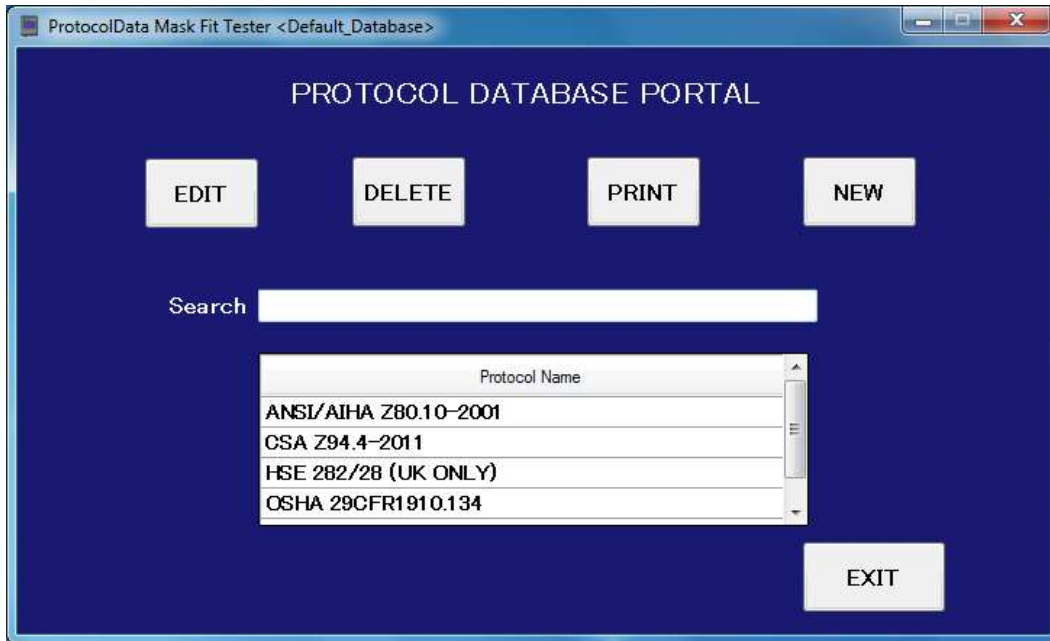 ProtocolData Mask Fit Tester <Default_Database>
PROTOCOL DATABASE PORTAL
EDIT DELETE PRINT NEW
Search
Protocol Name
ANSI/AIHA Z80.10-2001
CSA Z94.4-2011
HSE 282/28 (UK ONLY)
OSHA 29CFR1910.134
EXIT